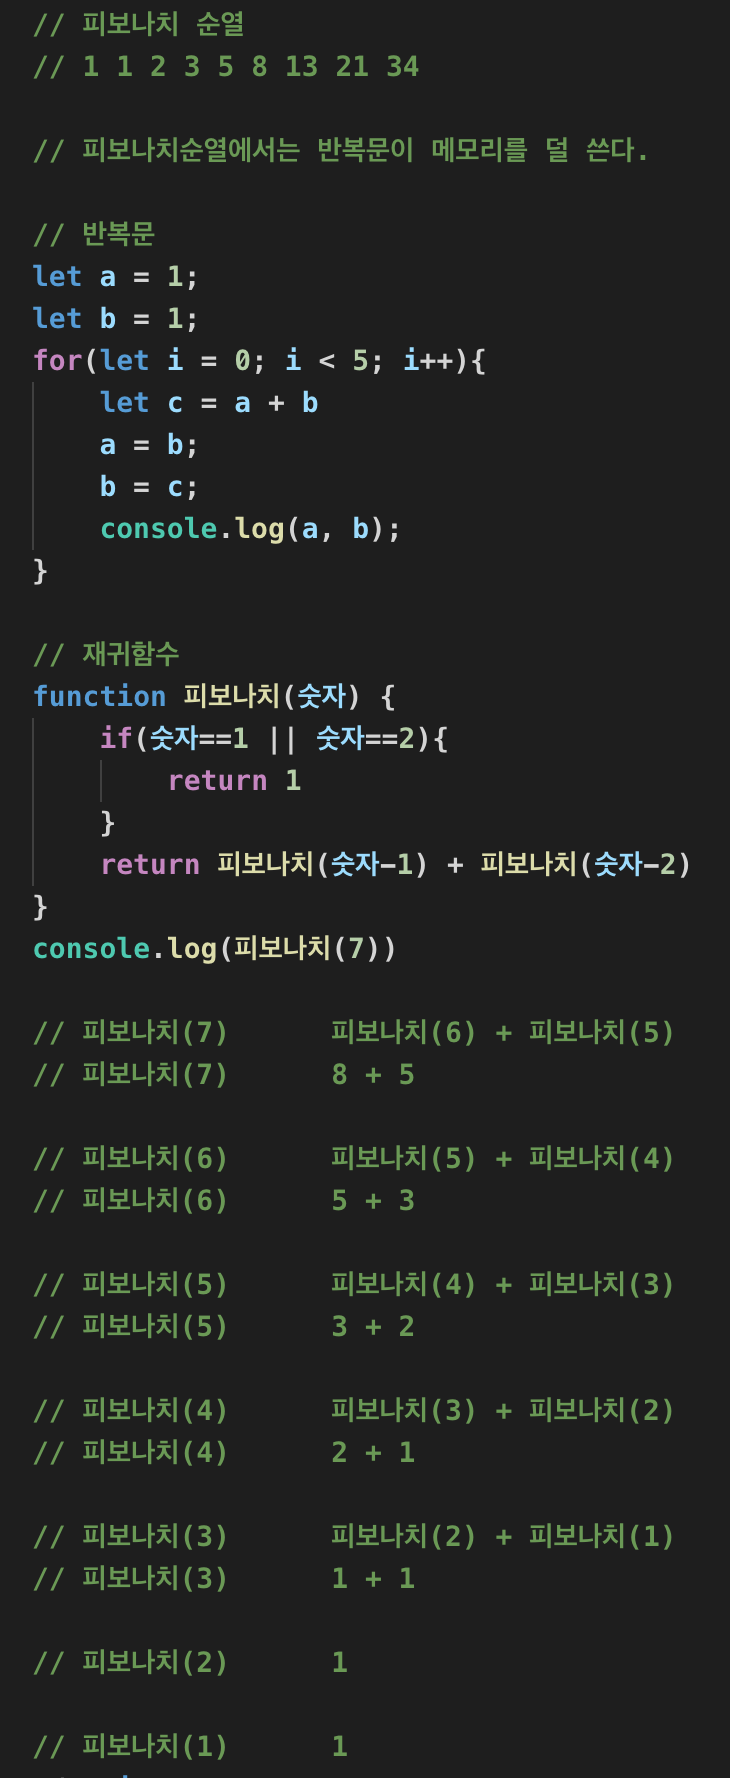 // 피보나치 순열
// 1 1 2 3 5 8 13 21 34
// 피보나치순열에서는 반복문이 메모리를 덜 쓴다.
// 반복문
let a = 1;
let b = 1;
for(let i = 0; i < 5; i++){
    let c = a + b
    a = b;
    b = c;
    console.log(a, b);
}
// 재귀함수
function 피보나치(숫자) {
    if(숫자==1 || 숫자==2){
        return 1
    }
    return 피보나치(숫자-1) + 피보나치(숫자-2)
}
console.log(피보나치(7))
// 피보나치(7)      피보나치(6) + 피보나치(5)
// 피보나치(7)      8 + 5
// 피보나치(6)      피보나치(5) + 피보나치(4)
// 피보나치(6)      5 + 3
// 피보나치(5)      피보나치(4) + 피보나치(3)
// 피보나치(5)      3 + 2
// 피보나치(4)      피보나치(3) + 피보나치(2)
// 피보나치(4)      2 + 1
// 피보나치(3)      피보나치(2) + 피보나치(1)
// 피보나치(3)      1 + 1
// 피보나치(2)      1
// 피보나치(1)      1